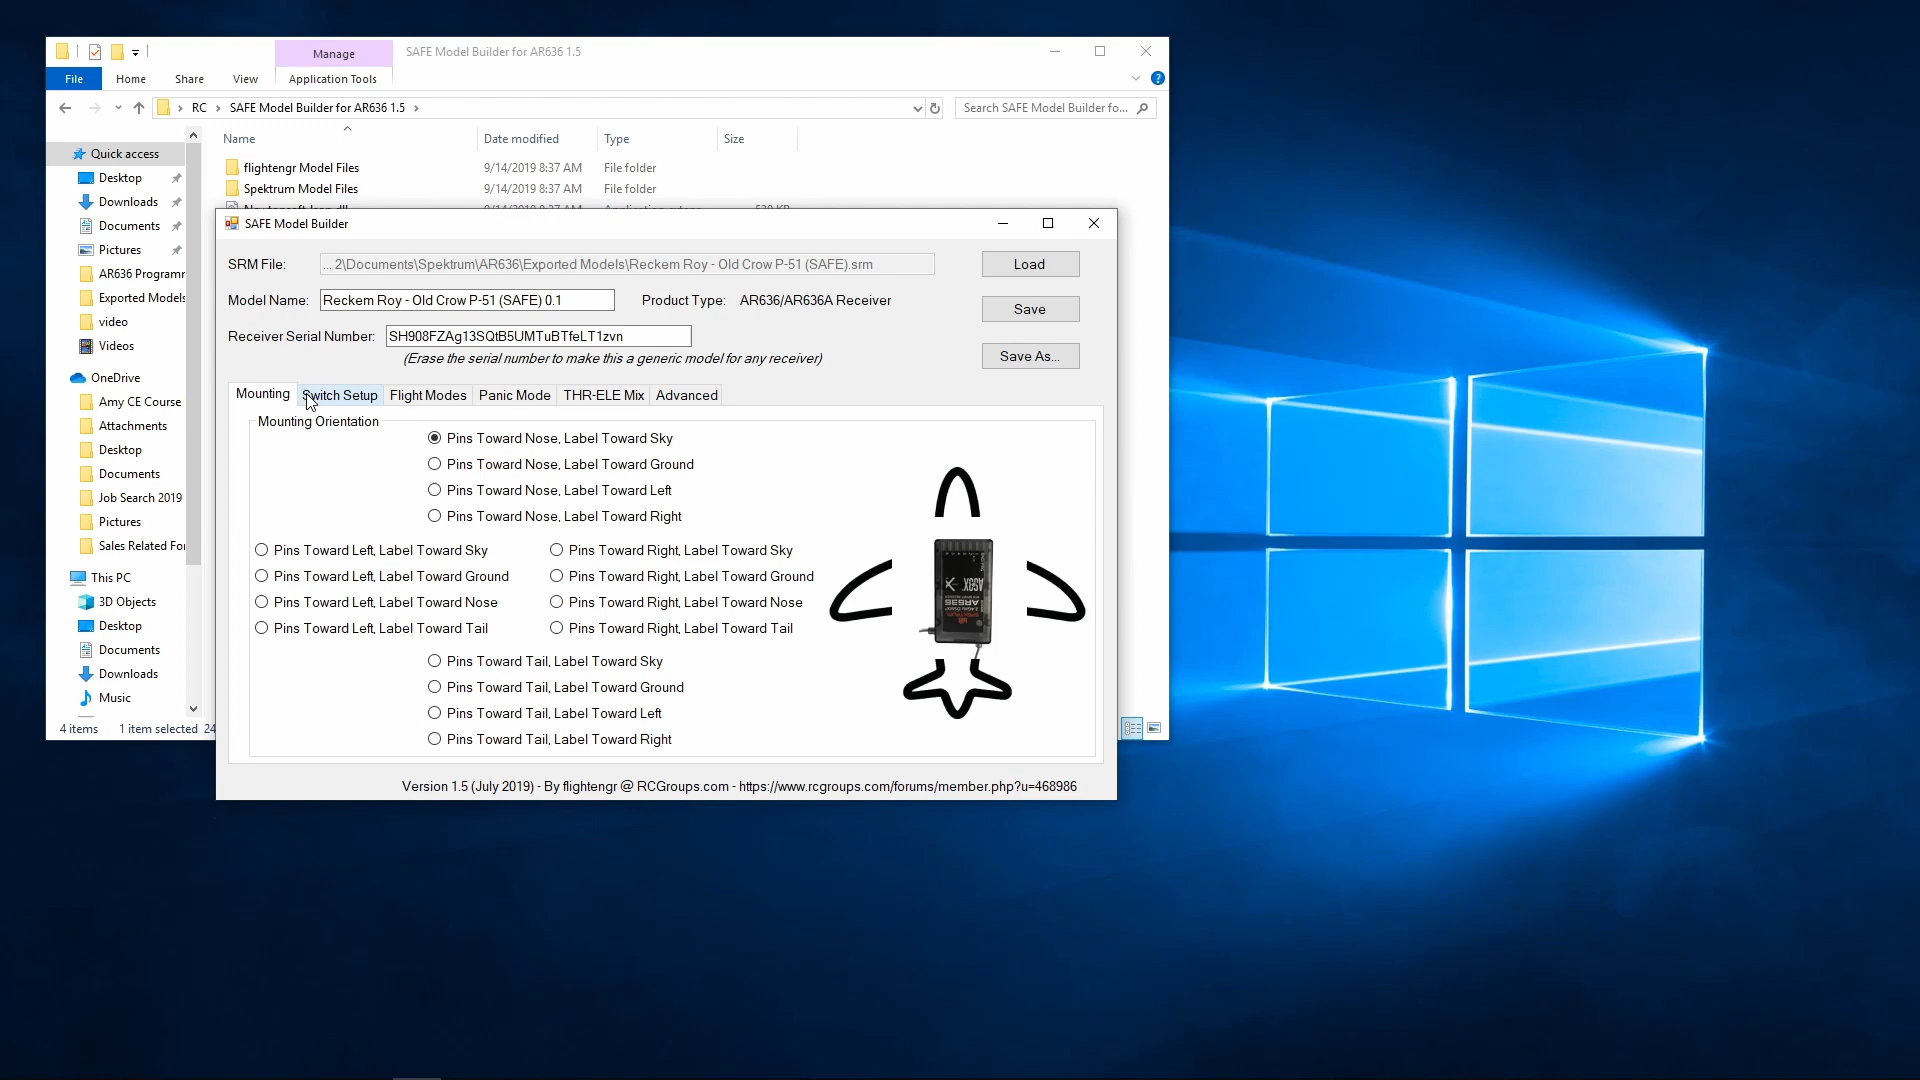 Manage
SAFE Model Builder for AR636 1.5
File
Home
Share
View
Application Tools
RC
SAFE Model Builder for AR636 1.5
Search SAFE Model Builder fo...
Name
Date modified
Type
Size
Quick access
Desktop
Downloads
Documents
Pictures
AR636 Programr
Exported Models
video
Videos
OneDrive
Amy CE Course
Attachments
Desktop
Documents
Job Search 2019
Pictures
Sales Related For
This PC
3D Objects
Desktop
Documents
Downloads
Music
flightengr Model Files
9/14/2019 8:37 AM
File folder
Spektrum Model Files
9/14/2019 8:37 AM
File folder
4 items
1 item selected 24
SAFE Model Builder
SRM File:
... 2\Documents\Spektrum\AR636\Exported Models\Reckem Roy - Old Crow P-51 (SAFE).srm
Load
Model Name:
Reckem Roy - Old Crow P-51 (SAFE) 0.1
Product Type:
AR636/AR636A Receiver
Save
Receiver Serial Number:
SH908FZAg13SQtB5UMTuBTfeLT1zvn
(Erase the serial number to make this a generic model for any receiver)
Save As...
Mounting
Switch Setup
Flight Modes
Panic Mode
THR-ELE Mix
Advanced
Mounting Orientation
Pins Toward Nose, Label Toward Sky
Pins Toward Nose, Label Toward Ground
Pins Toward Nose, Label Toward Left
Pins Toward Nose, Label Toward Right
Pins Toward Left, Label Toward Sky
Pins Toward Right, Label Toward Sky
Pins Toward Left, Label Toward Ground
Pins Toward Right, Label Toward Ground
Pins Toward Left, Label Toward Nose
Pins Toward Right, Label Toward Nose
Pins Toward Left, Label Toward Tail
Pins Toward Right, Label Toward Tail
Pins Toward Tail, Label Toward Sky
Pins Toward Tail, Label Toward Ground
Pins Toward Tail, Label Toward Left
Pins Toward Tail, Label Toward Right
AS3X
AR636
Version 1.5 (July 2019) - By flightengr @ RCGroups.com - https://www.rcgroups.com/forums/member.php?u=468986